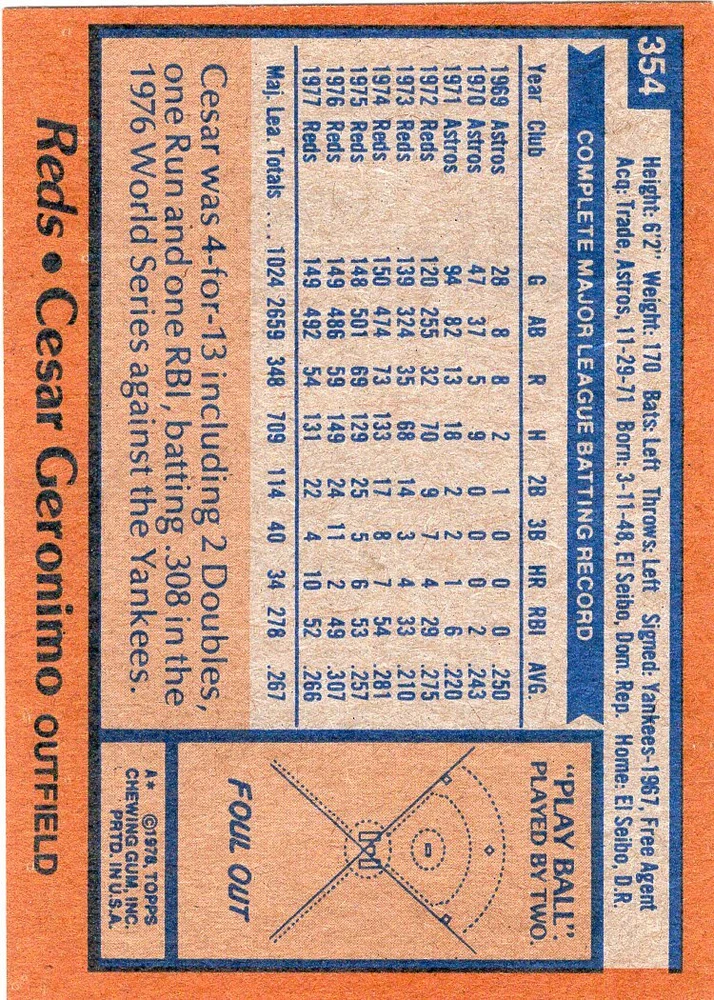 354
Height: 6'2" Weight: 170 Bats: Left Throws: Left Signed: Yankees-1967, Free Agent
Acq: Trade, Astros, 11-29-71 Born: 3-11-48, El Seibo, Dom. Rep. Home: El Seibo, D.R.
COMPLETE MAJOR LEAGUE BATTING RECORD
Year Club G AB R H 2B 3B HR RBI AVG.
1969 Astros 28 8 8 2 1 0 0 0 .250
1970 Astros 47 37 5 9 0 0 0 2 .243
1971 Astros 94 82 13 18 2 2 1 6 .220
1972 Reds 120 255 32 70 9 7 4 29 .275
1973 Reds 139 324 35 68 14 3 4 33 .210
1974 Reds 150 474 73 133 17 8 7 54 .281
1975 Reds 148 501 69 129 25 5 6 53 .257
1976 Reds 149 486 59 149 24 11 2 49 .307
1977 Reds 149 492 54 131 22 4 10 52 .266
Maj. Lea. Totals .... 1024 2659 348 709 114 40 34 278 .267
Cesar was 4-for-13 including 2 Doubles,
one Run and one RBI, batting .308 in the
1976 World Series against the Yankees.
"PLAY BALL".
PLAYED BY TWO.
FOUL OUT
A* ©1978, TOPPS
CHEWING GUM, INC.
PRTD. IN U.S.A.
Reds • Cesar Geronimo OUTFIELD